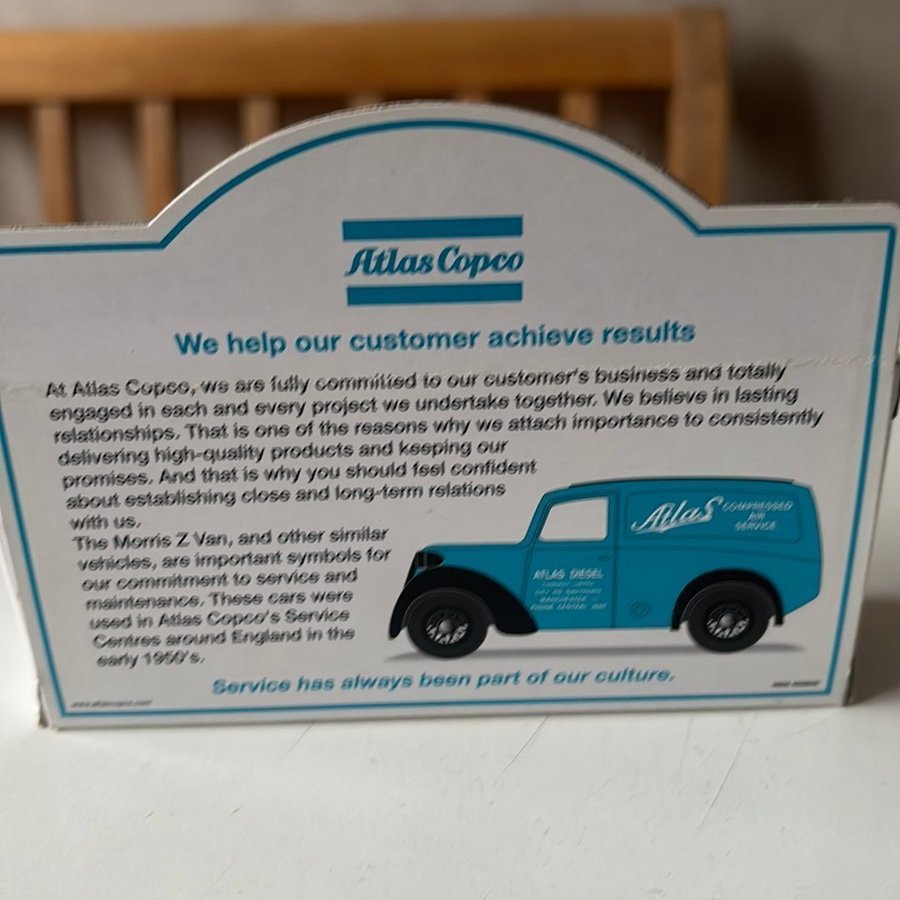 Atlas Copco
We help our customer achieve results
At Atlas Copco, we are fully committed to our customer's business and totally
engaged in each and every project we undertake together. We believe in lasting
relationships. That is one of the reasons why we attach importance to consistently
delivering high-quality products and keeping our
promises. And that is why you should feel confident
about establishing close and long-term relations
with us.
The Morris Z Van, and other similar
vehicles, are important symbols for
our commitment to service and
maintenance. These cars were
used in Atlas Copco's Service
Centres around England in the
early 1950's.
Atlas COMPRESSED
AIR
SERVICE
ATLAS DIESEL
Service has always been part of our culture.
www.atlascopco.com